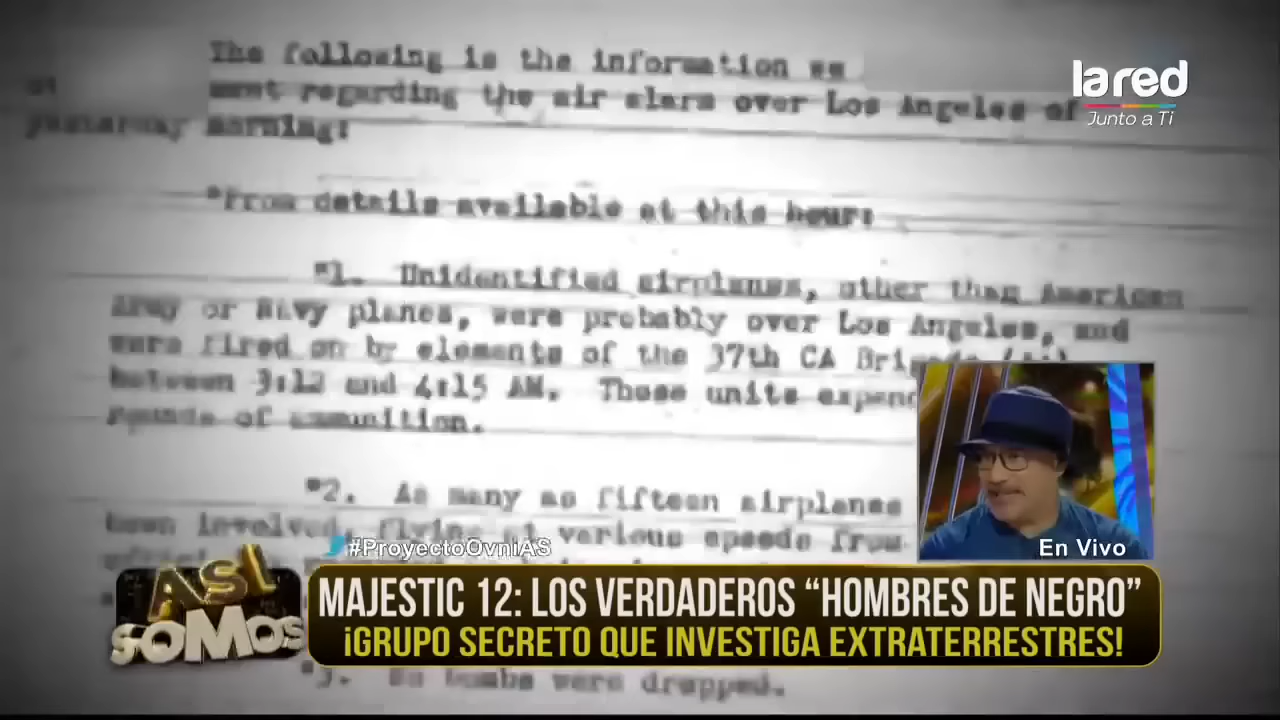 The following is the information we
at ment regarding the air alarm over Los Angeles of
yesterday morning:
"From details available at this hour:
"1. Unidentified airplanes, other than American
Army or Navy planes, were probably over Los Angeles, and
were fired on by elements of the 37th CA Brigade (AA)
between 3:12 and 4:15 AM. These units expend
rounds of ammunition.
"2. As many as fifteen airplanes
been involved, flying at various speeds from
"3. No bombs were dropped.
lared
Junto a Ti
En Vivo
#ProyectoOvniAS
ASÍ
SOMOS
MAJESTIC 12: LOS VERDADEROS “HOMBRES DE NEGRO”
¡GRUPO SECRETO QUE INVESTIGA EXTRATERRESTRES!